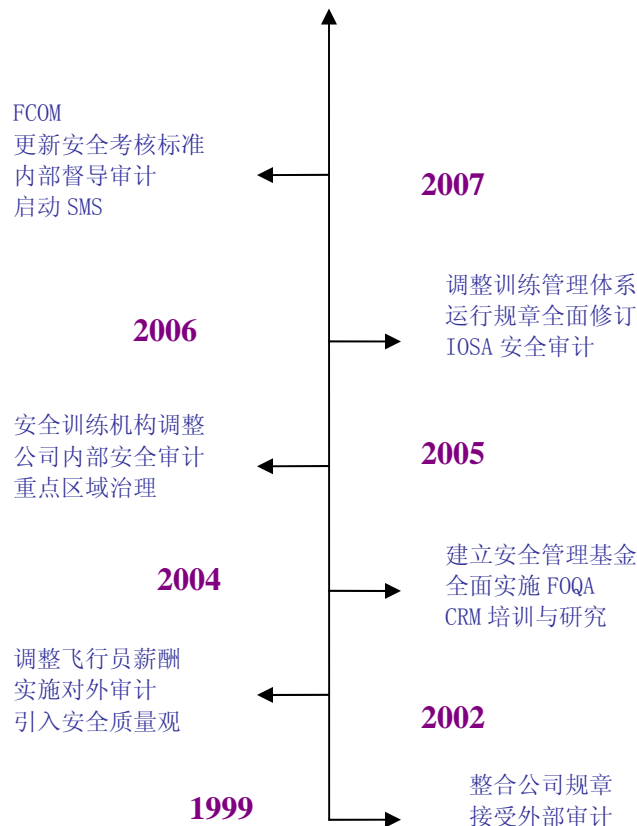 FCOM
更新安全考核标准
内部督导审计
启动 SMS
2007
调整训练管理体系
运行规章全面修订
IOSA 安全审计
2006
安全训练机构调整
公司内部安全审计
重点区域治理
2005
建立安全管理基金
全面实施 FOQA
CRM 培训与研究
2004
调整飞行员薪酬
实施对外审计
引入安全质量观
2002
整合公司规章
接受外部审计
1999